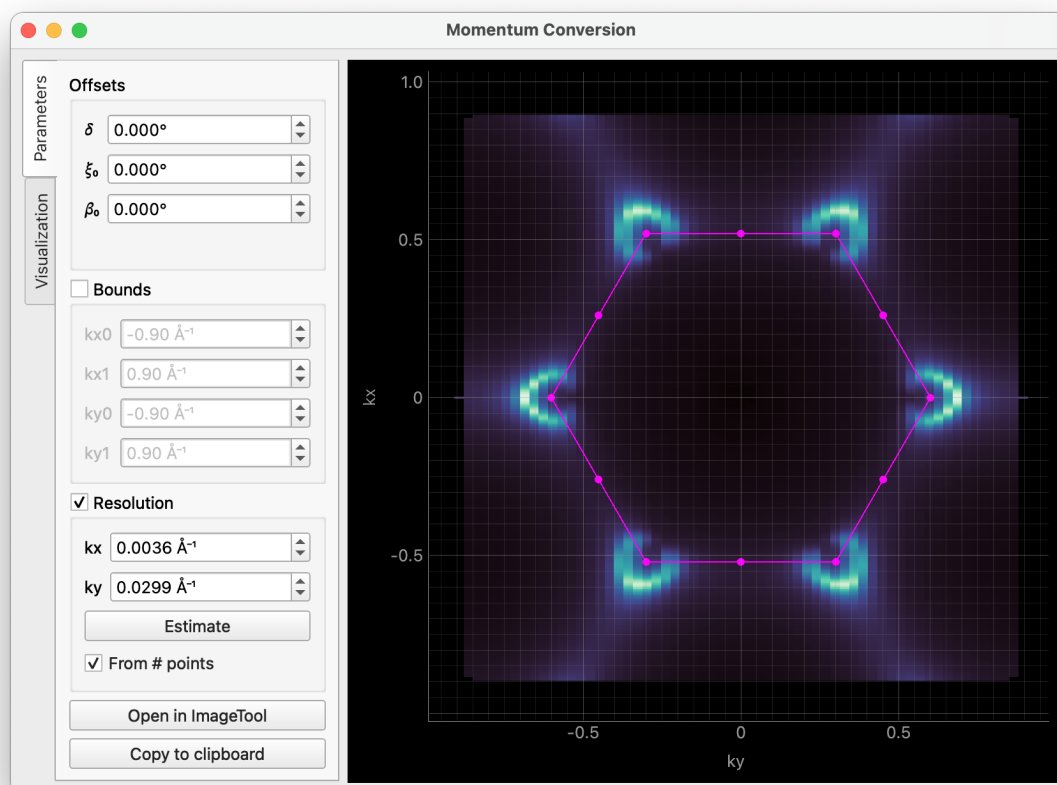 Momentum Conversion
Parameters
Visualization
Offsets
δ 0.000°
ξ₀ 0.000°
β₀ 0.000°
Bounds
kx0 -0.90 Å⁻¹
kx1 0.90 Å⁻¹
ky0 -0.90 Å⁻¹
ky1 0.90 Å⁻¹
Resolution
kx 0.0036 Å⁻¹
ky 0.0299 Å⁻¹
Estimate
From # points
Open in ImageTool
Copy to clipboard
1.0
0.5
0
-0.5
kx
-0.5 0 0.5
ky